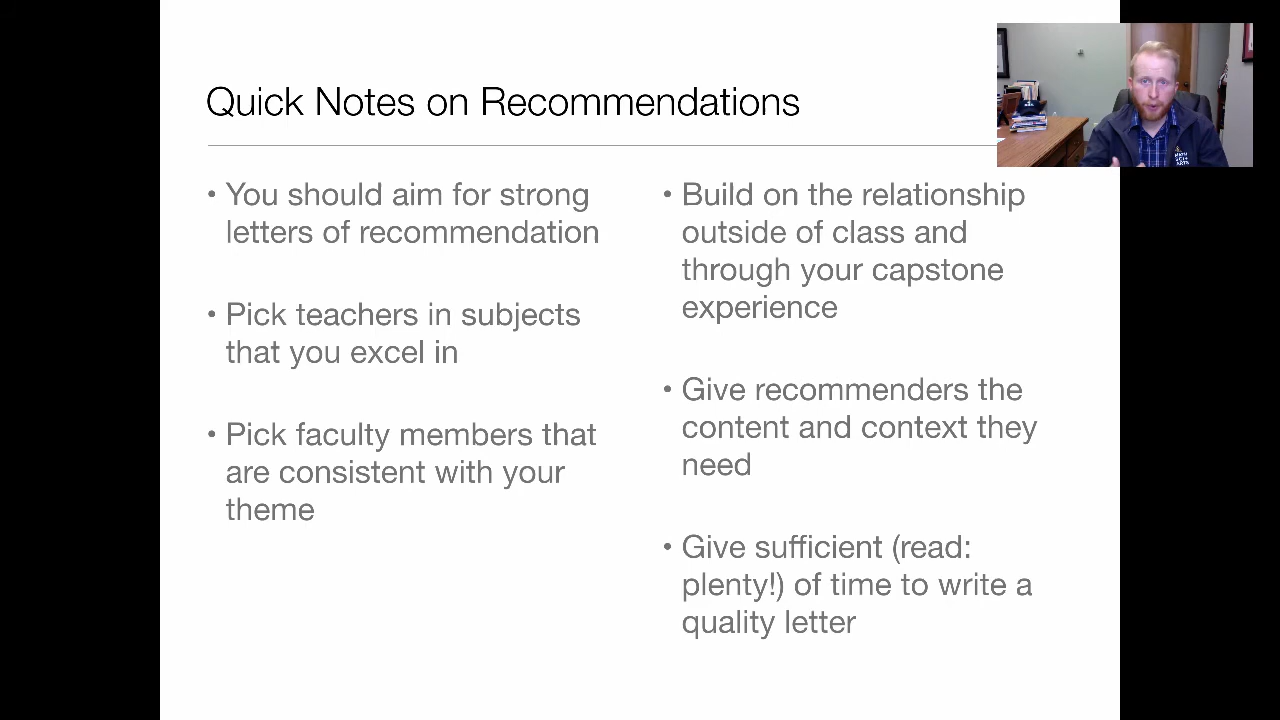 Quick Notes on Recommendations
• You should aim for strong
letters of recommendation
• Pick teachers in subjects
that you excel in
• Pick faculty members that
are consistent with your
theme
• Build on the relationship
outside of class and
through your capstone
experience
• Give recommenders the
content and context they
need
• Give sufficient (read:
plenty!) of time to write a
quality letter